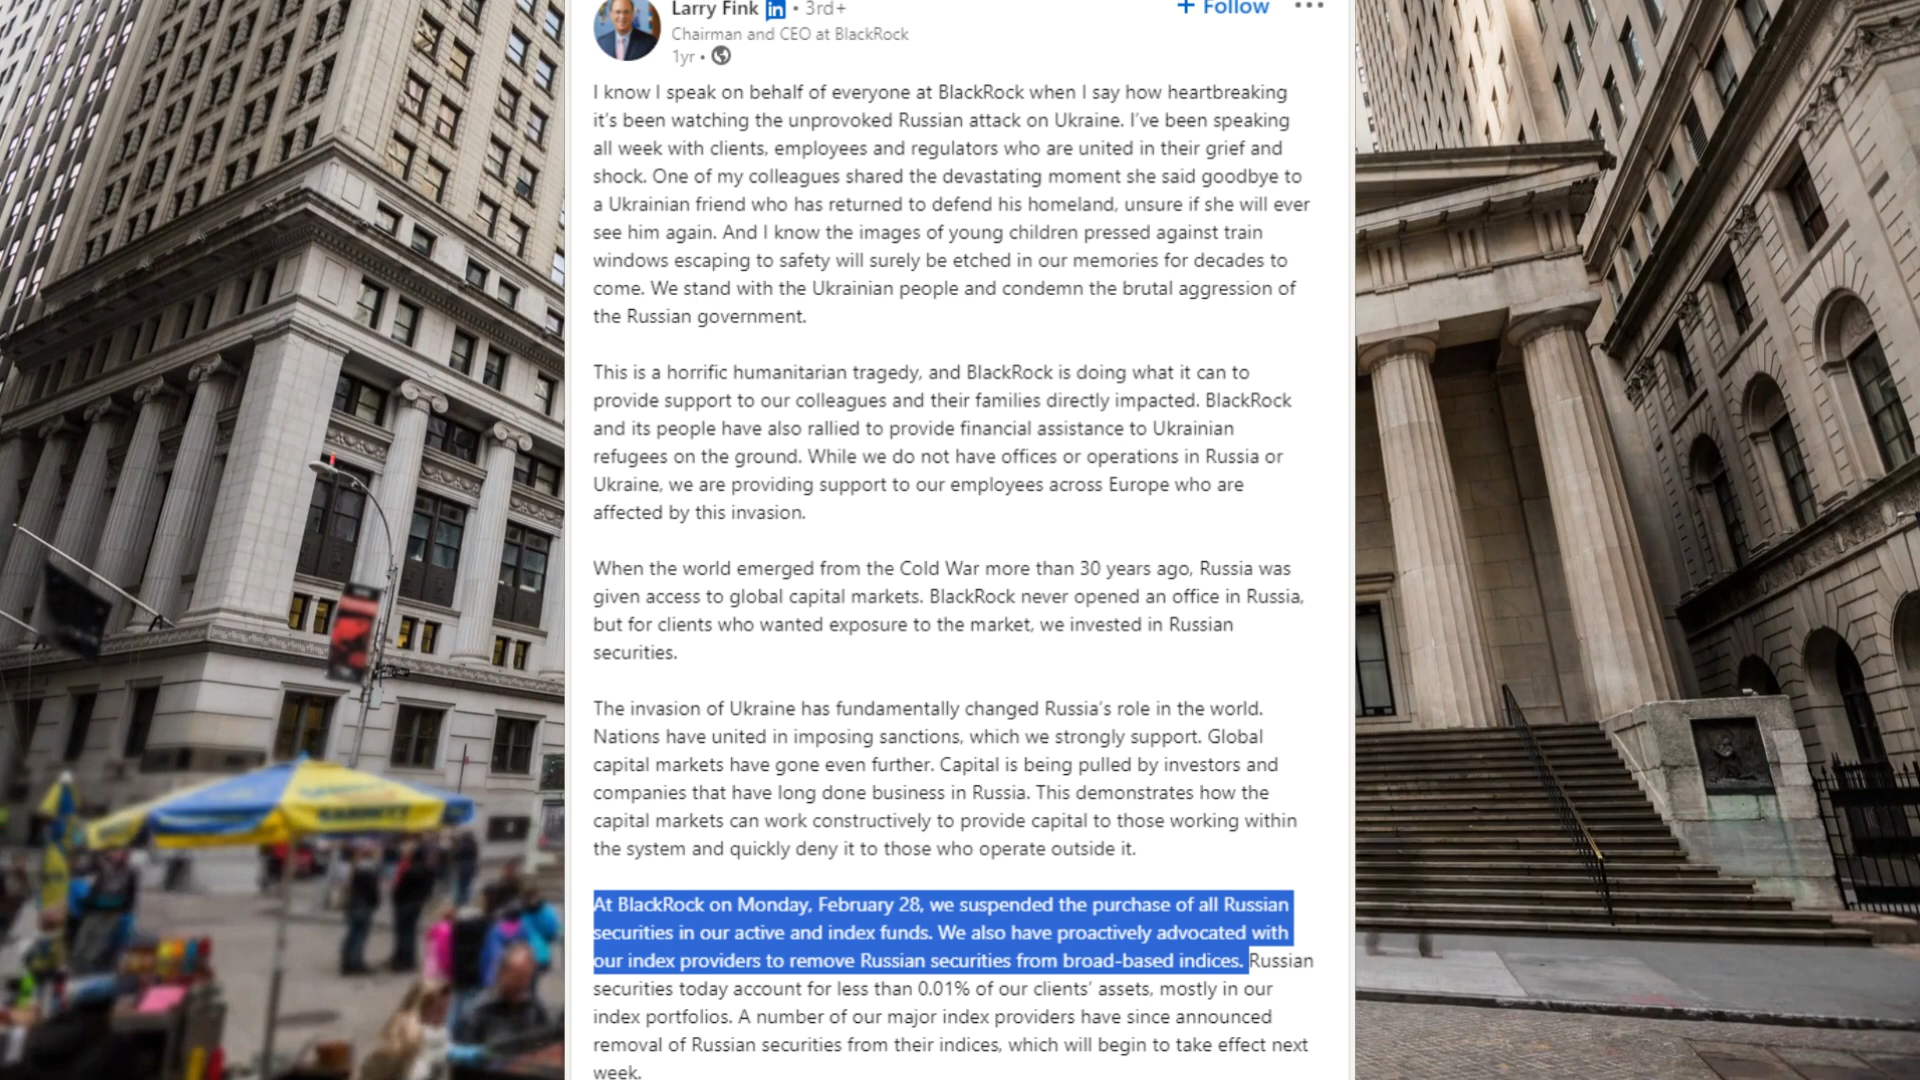 Larry Fink in • 3rd+
+ Follow
Chairman and CEO at BlackRock
1yr •
I know I speak on behalf of everyone at BlackRock when I say how heartbreaking
it’s been watching the unprovoked Russian attack on Ukraine. I’ve been speaking
all week with clients, employees and regulators who are united in their grief and
shock. One of my colleagues shared the devastating moment she said goodbye to
a Ukrainian friend who has returned to defend his homeland, unsure if she will ever
see him again. And I know the images of young children pressed against train
windows escaping to safety will surely be etched in our memories for decades to
come. We stand with the Ukrainian people and condemn the brutal aggression of
the Russian government.
This is a horrific humanitarian tragedy, and BlackRock is doing what it can to
provide support to our colleagues and their families directly impacted. BlackRock
and its people have also rallied to provide financial assistance to Ukrainian
refugees on the ground. While we do not have offices or operations in Russia or
Ukraine, we are providing support to our employees across Europe who are
affected by this invasion.
When the world emerged from the Cold War more than 30 years ago, Russia was
given access to global capital markets. BlackRock never opened an office in Russia,
but for clients who wanted exposure to the market, we invested in Russian
securities.
The invasion of Ukraine has fundamentally changed Russia’s role in the world.
Nations have united in imposing sanctions, which we strongly support. Global
capital markets have gone even further. Capital is being pulled by investors and
companies that have long done business in Russia. This demonstrates how the
capital markets can work constructively to provide capital to those working within
the system and quickly deny it to those who operate outside it.
At BlackRock on Monday, February 28, we suspended the purchase of all Russian
securities in our active and index funds. We also have proactively advocated with
our index providers to remove Russian securities from broad-based indices. Russian
securities today account for less than 0.01% of our clients’ assets, mostly in our
index portfolios. A number of our major index providers have since announced
removal of Russian securities from their indices, which will begin to take effect next
week.